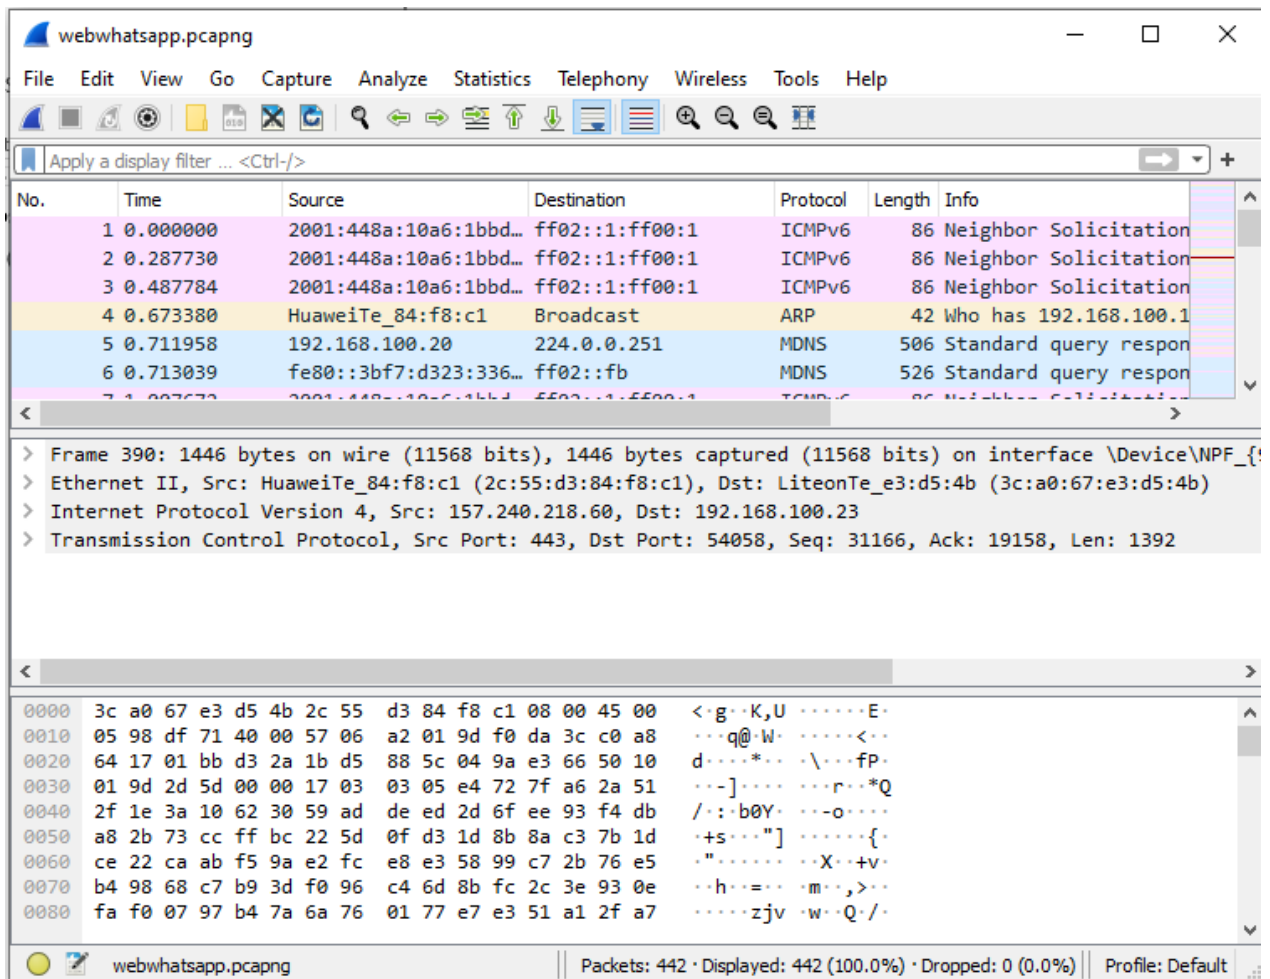 webwhatsapp.pcapng
File Edit View Go Capture Analyze Statistics Telephony Wireless Tools Help
Apply a display filter ... <Ctrl-/>
No. Time Source Destination Protocol Length Info
1 0.000000 2001:448a:10a6:1bbd… ff02::1:ff00:1 ICMPv6 86 Neighbor Solicitation
2 0.287730 2001:448a:10a6:1bbd… ff02::1:ff00:1 ICMPv6 86 Neighbor Solicitation
3 0.487784 2001:448a:10a6:1bbd… ff02::1:ff00:1 ICMPv6 86 Neighbor Solicitation
4 0.673380 HuaweiTe_84:f8:c1 Broadcast ARP 42 Who has 192.168.100.1
5 0.711958 192.168.100.20 224.0.0.251 MDNS 506 Standard query respon
6 0.713039 fe80::3bf7:d323:336… ff02::fb MDNS 526 Standard query respon
> Frame 390: 1446 bytes on wire (11568 bits), 1446 bytes captured (11568 bits) on interface \Device\NPF_{9
> Ethernet II, Src: HuaweiTe_84:f8:c1 (2c:55:d3:84:f8:c1), Dst: LiteonTe_e3:d5:4b (3c:a0:67:e3:d5:4b)
> Internet Protocol Version 4, Src: 157.240.218.60, Dst: 192.168.100.23
> Transmission Control Protocol, Src Port: 443, Dst Port: 54058, Seq: 31166, Ack: 19158, Len: 1392
0000 3c a0 67 e3 d5 4b 2c 55 d3 84 f8 c1 08 00 45 00 <·g··K,U ······E·
0010 05 98 df 71 40 00 57 06 a2 01 9d f0 da 3c c0 a8 ···q@·W· ·····<··
0020 64 17 01 bb d3 2a 1b d5 88 5c 04 9a e3 66 50 10 d····*·· ·\···fP·
0030 01 9d 2d 5d 00 00 17 03 03 05 e4 72 7f a6 2a 51 ··-]···· ···r··*Q
0040 2f 1e 3a 10 62 30 59 ad de ed 2d 6f ee 93 f4 db /·:·b0Y· ··-o····
0050 a8 2b 73 cc ff bc 22 5d 0f d3 1d 8b 8a c3 7b 1d ·+s···"] ······{·
0060 ce 22 ca ab f5 9a e2 fc e8 e3 58 99 c7 2b 76 e5 ·"······ ··X··+v·
0070 b4 98 68 c7 b9 3d f0 96 c4 6d 8b fc 2c 3e 93 0e ··h··=·· ·m··,>··
0080 fa f0 07 97 b4 7a 6a 76 01 77 e7 e3 51 a1 2f a7 ·····zjv ·w··Q·/·
webwhatsapp.pcapng Packets: 442 · Displayed: 442 (100.0%) · Dropped: 0 (0.0%) Profile: Default